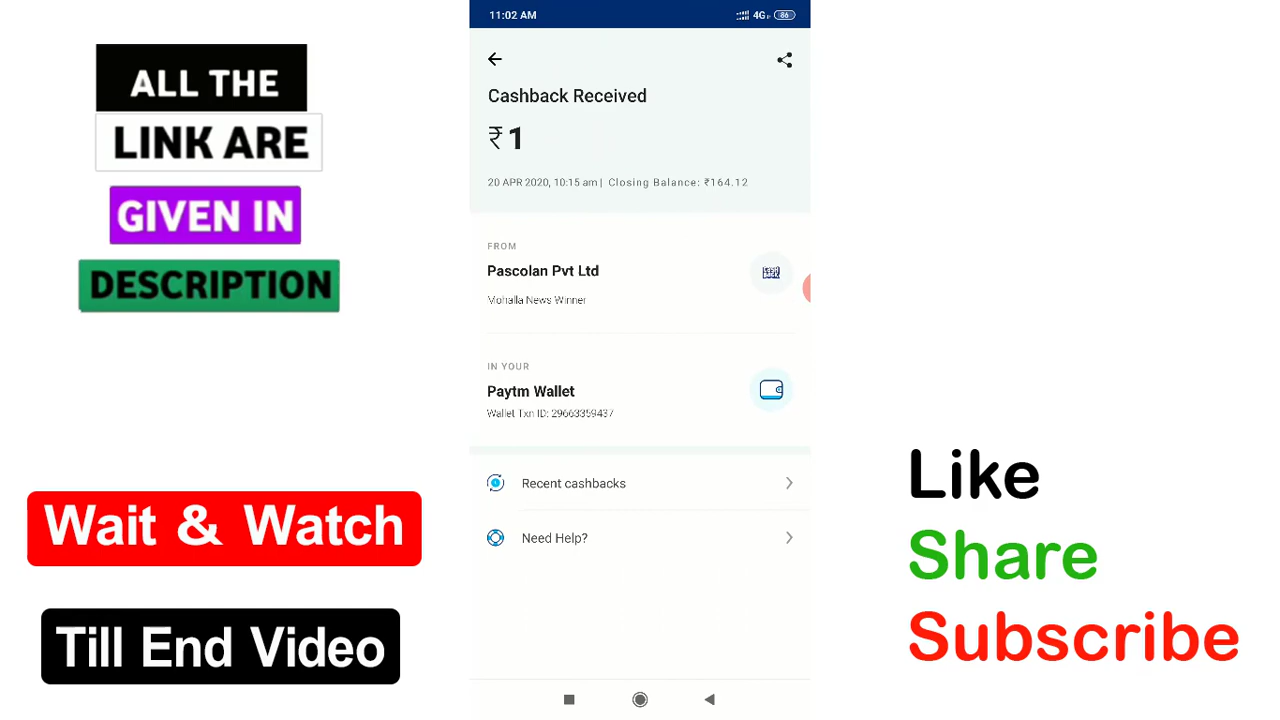 ALL THE
LINK ARE
GIVEN IN
DESCRIPTION
Wait & Watch
Till End Video
11:02 AM
4G
86
Cashback Received
₹1
20 APR 2020, 10:15 am| Closing Balance: ₹164.12
FROM
Pascolan Pvt Ltd
Mohalla News Winner
IN YOUR
Paytm Wallet
Wallet Txn ID: 29663359437
Recent cashbacks
Need Help?
Like
Share
Subscribe